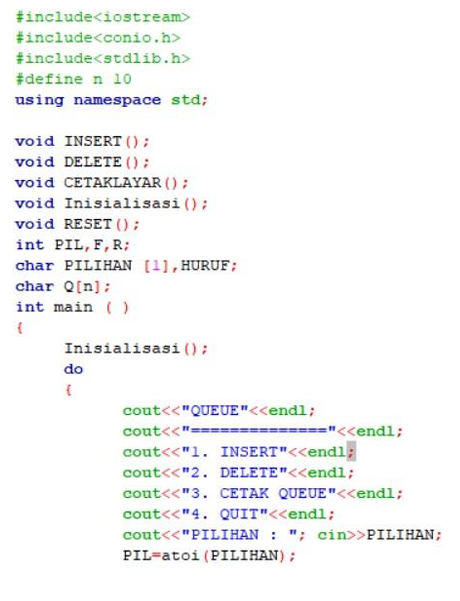 #include<iostream>
#include<conio.h>
#include<stdlib.h>
#define n 10
using namespace std;
void INSERT();
void DELETE();
void CETAKLAYAR();
void Inisialisasi();
void RESET();
int PIL,F,R;
char PILIHAN [1],HURUF;
char Q[n];
int main ( )
{
Inisialisasi();
do
{
cout<<"QUEUE"<<endl;
cout<<"=============="<<endl;
cout<<"1. INSERT"<<endl;
cout<<"2. DELETE"<<endl;
cout<<"3. CETAK QUEUE"<<endl;
cout<<"4. QUIT"<<endl;
cout<<"PILIHAN : "; cin>>PILIHAN;
PIL=atoi(PILIHAN);